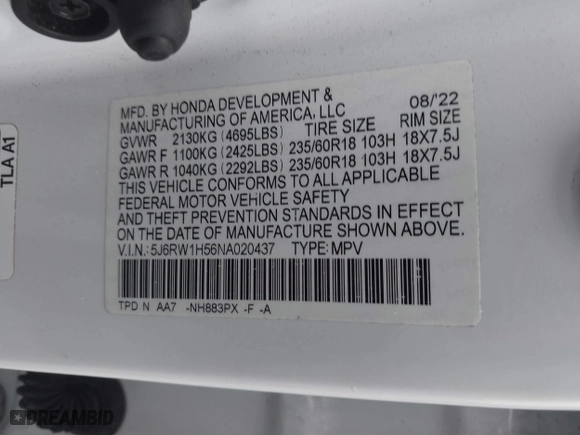 MFD. BY HONDA DEVELOPMENT & 08/'22
MANUFACTURING OF AMERICA, LLC
GVWR 2130KG (4695LBS) TIRE SIZE RIM SIZE
GAWR F 1100KG (2425LBS) 235/60R18 103H 18X7.5J
GAWR R 1040KG (2292LBS) 235/60R18 103H 18X7.5J
THIS VEHICLE CONFORMS TO ALL APPLICABLE
FEDERAL MOTOR VEHICLE SAFETY
AND THEFT PREVENTION STANDARDS IN EFFECT
ON THE DATE OF MANUFACTURE SHOWN ABOVE.
V.I.N.: 5J6RW1H56NA020437 TYPE: MPV
TPD N AA7 -NH883PX -F -A
TLA A1
DREAMBID